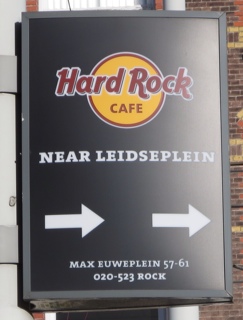 Hard Rock
CAFE
NEAR LEIDSEPLEIN
MAX EUWEPLEIN 57-61
020-523 ROCK